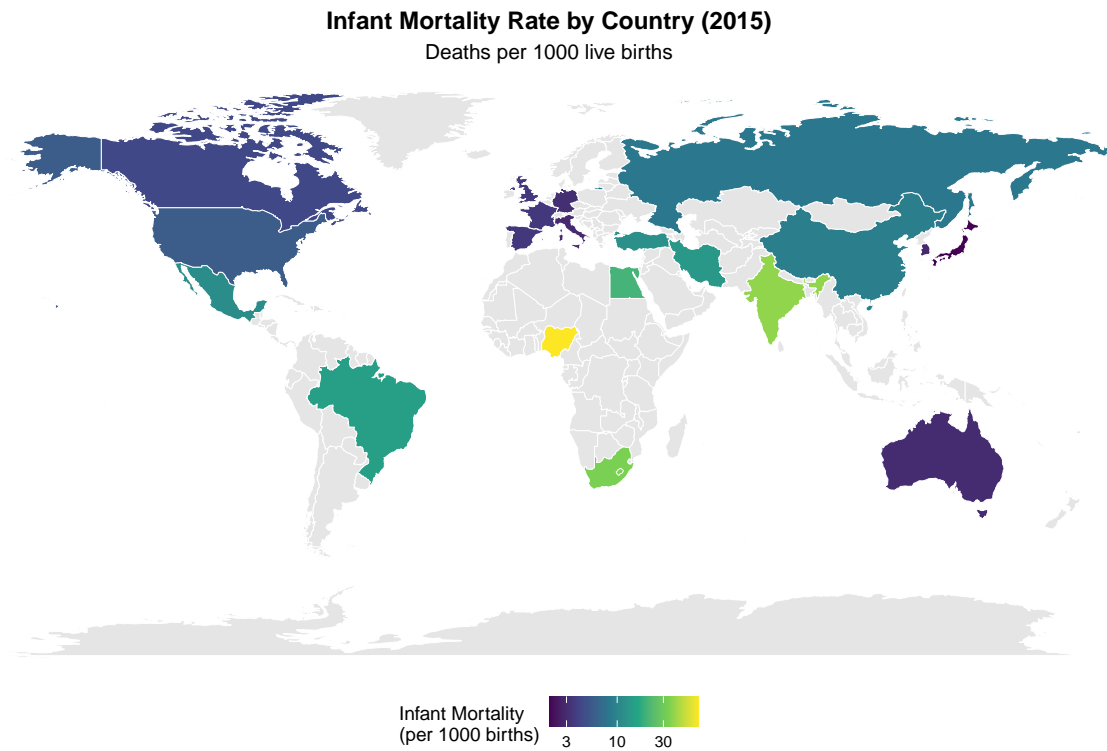 Infant Mortality Rate by Country (2015)
Deaths per 1000 live births
Infant Mortality
(per 1000 births)
3 10 30